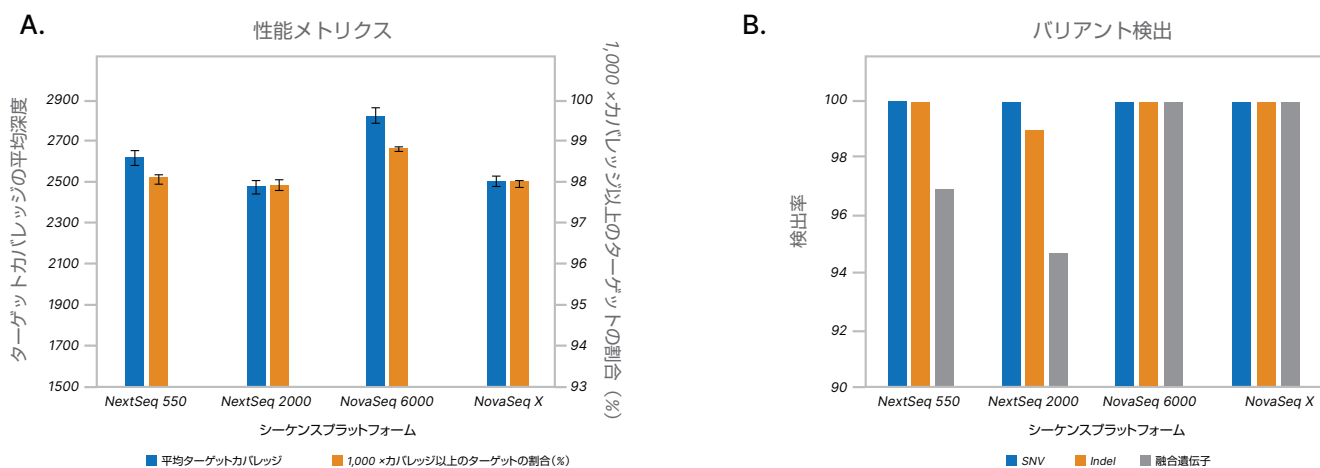 A.
性能メトリクス
ターゲットカバレッジの平均深度
2900
2700
2500
2300
2100
1900
1700
1500
100
99
98
97
96
95
94
93
1,000 ×カバレッジ以上のターゲットの割合（%）
NextSeq 550
NextSeq 2000
NovaSeq 6000
NovaSeq X
シーケンスプラットフォーム
平均ターゲットカバレッジ
1,000 ×カバレッジ以上のターゲットの割合（%）
B.
バリアント検出
検出率
100
98
96
94
92
90
NextSeq 550
NextSeq 2000
NovaSeq 6000
NovaSeq X
シーケンスプラットフォーム
SNV
Indel
融合遺伝子